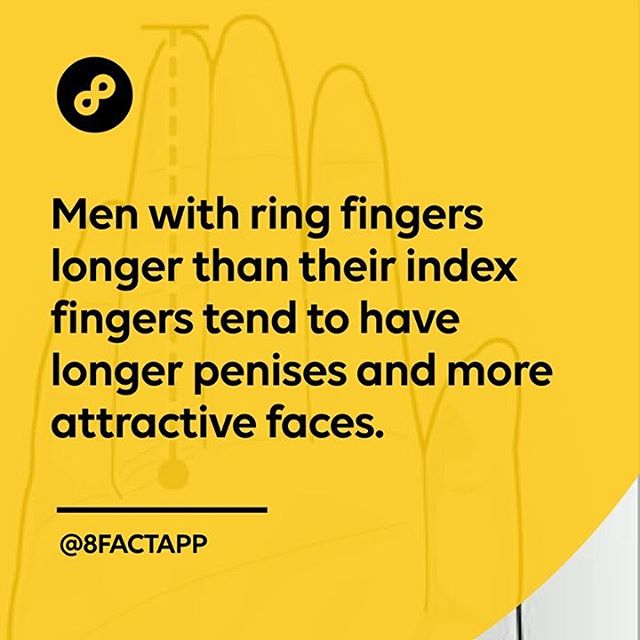 Men with ring fingers
longer than their index
fingers tend to have
longer penises and more
attractive faces.
@8FACTAPP